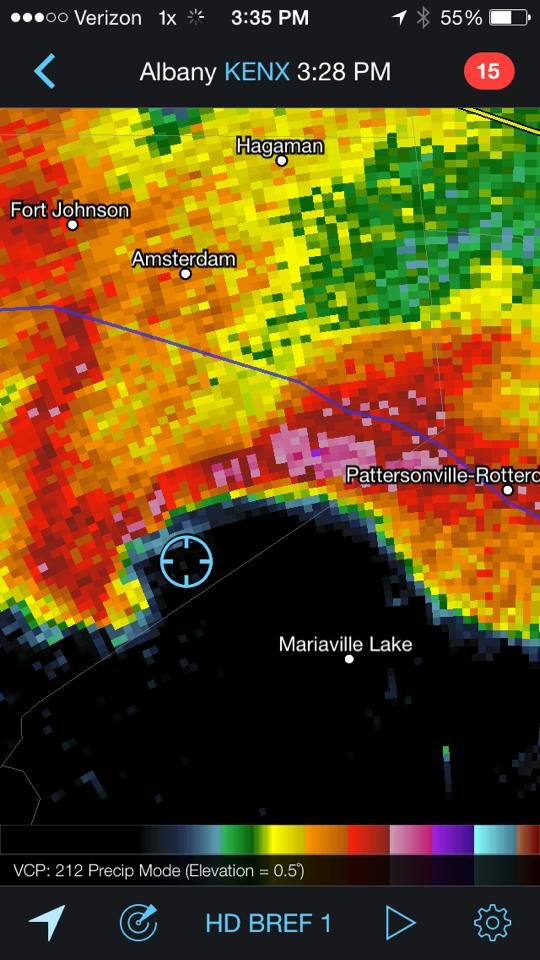 Verizon 1x 3:35 PM 55%
Albany KENX 3:28 PM 15
Hagaman
Fort Johnson
Amsterdam
Pattersonville-Rotterd
Mariaville Lake
VCP: 212 Precip Mode (Elevation = 0.5°)
HD BREF 1